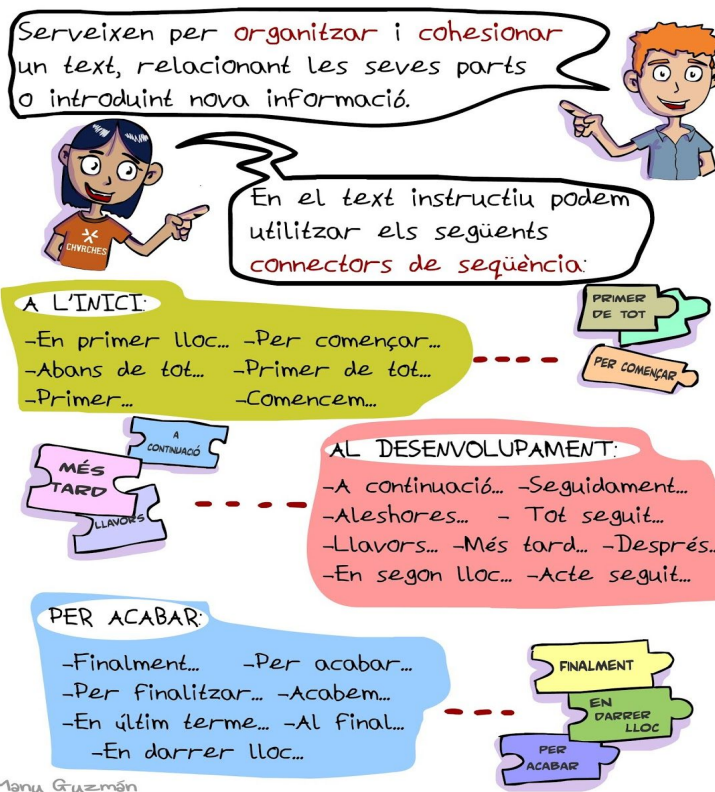 Serveixen per organitzar i cohesionar
un text, relacionant les seves parts
o introduint nova informació.
En el text instructiu podem
utilitzar els següents
connectors de seqüència:
CHVRCHES
A L'INICI:
-En primer lloc... -Per començar...
-Abans de tot... -Primer de tot...
-Primer... -Comencem...
PRIMER
DE TOT
PER COMENÇAR
A
CONTINUACIÓ
MÉS
TARD
LLAVORS
AL DESENVOLUPAMENT:
-A continuació... -Seguidament...
-Aleshores... - Tot seguit...
-Llavors... -Més tard... -Després...
-En segon lloc... -Acte seguit...
PER ACABAR:
-Finalment... -Per acabar...
-Per finalitzar... -Acabem...
-En últim terme... -Al final...
-En darrer lloc...
FINALMENT
EN
DARRER
LLOC
PER
ACABAR
Manu Guzmán